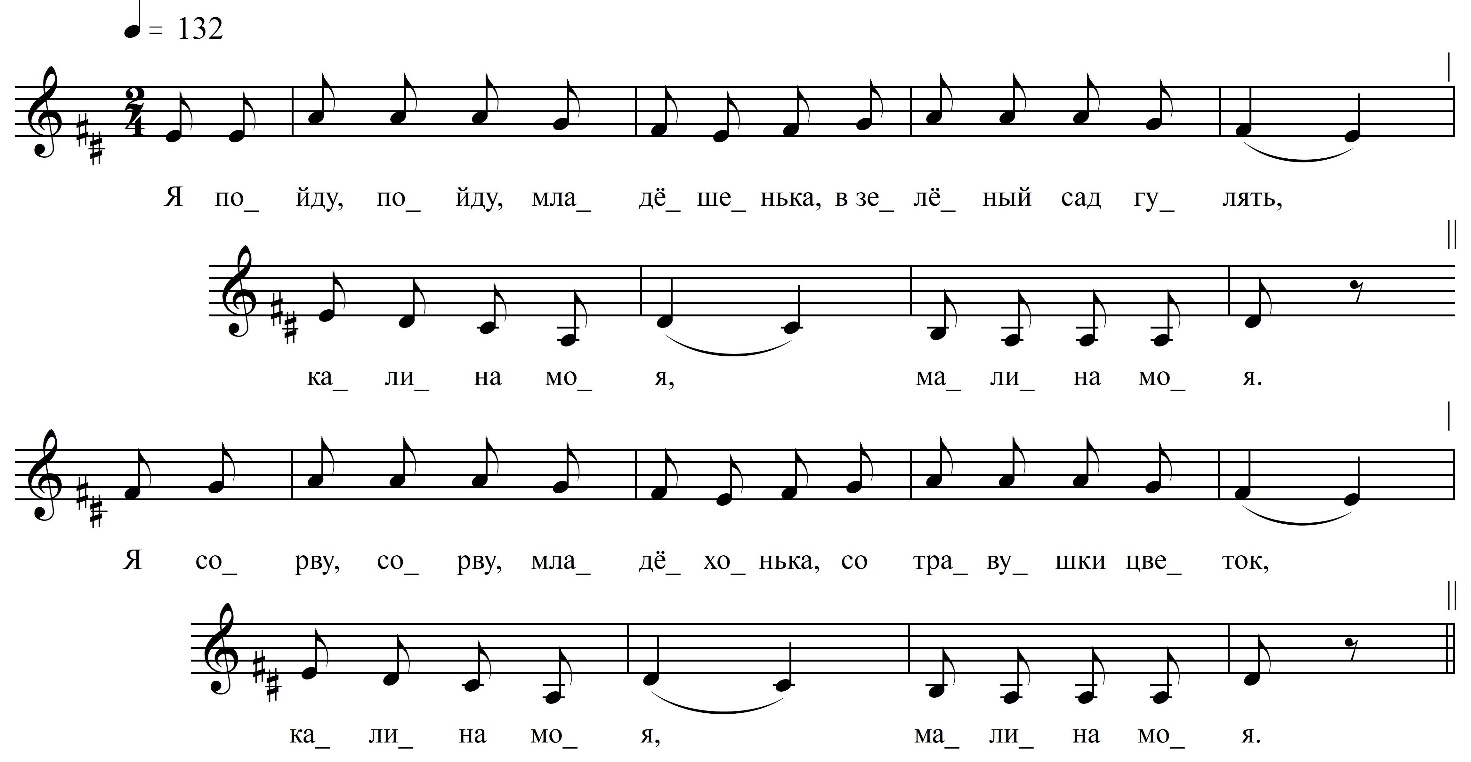 = 132
Я по_ йду, по_ йду, мла_ дё_ ше_ нька, в зе_ лё_ ный сад гу_ лять,
ка_ ли_ на мо_ я, ма_ ли_ на мо_ я.
Я со_ рву, со_ рву, мла_ дё_ хо_ нька, со тра_ ву_ шки цве_ ток,
ка_ ли_ на мо_ я, ма_ ли_ на мо_ я.